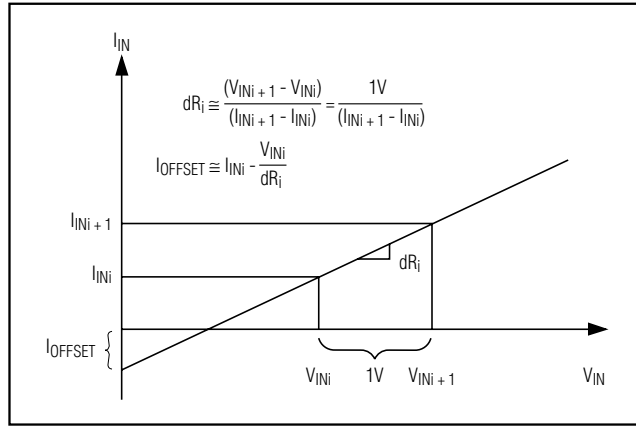 I_IN
dR_i ≅ (V_INi + 1 - V_INi) / (I_INi + 1 - I_INi) = 1V / (I_INi + 1 - I_INi)
I_OFFSET ≅ I_INi - V_INi / dR_i
I_INi + 1
I_INi
dR_i
I_OFFSET
V_INi 1V V_INi + 1 V_IN